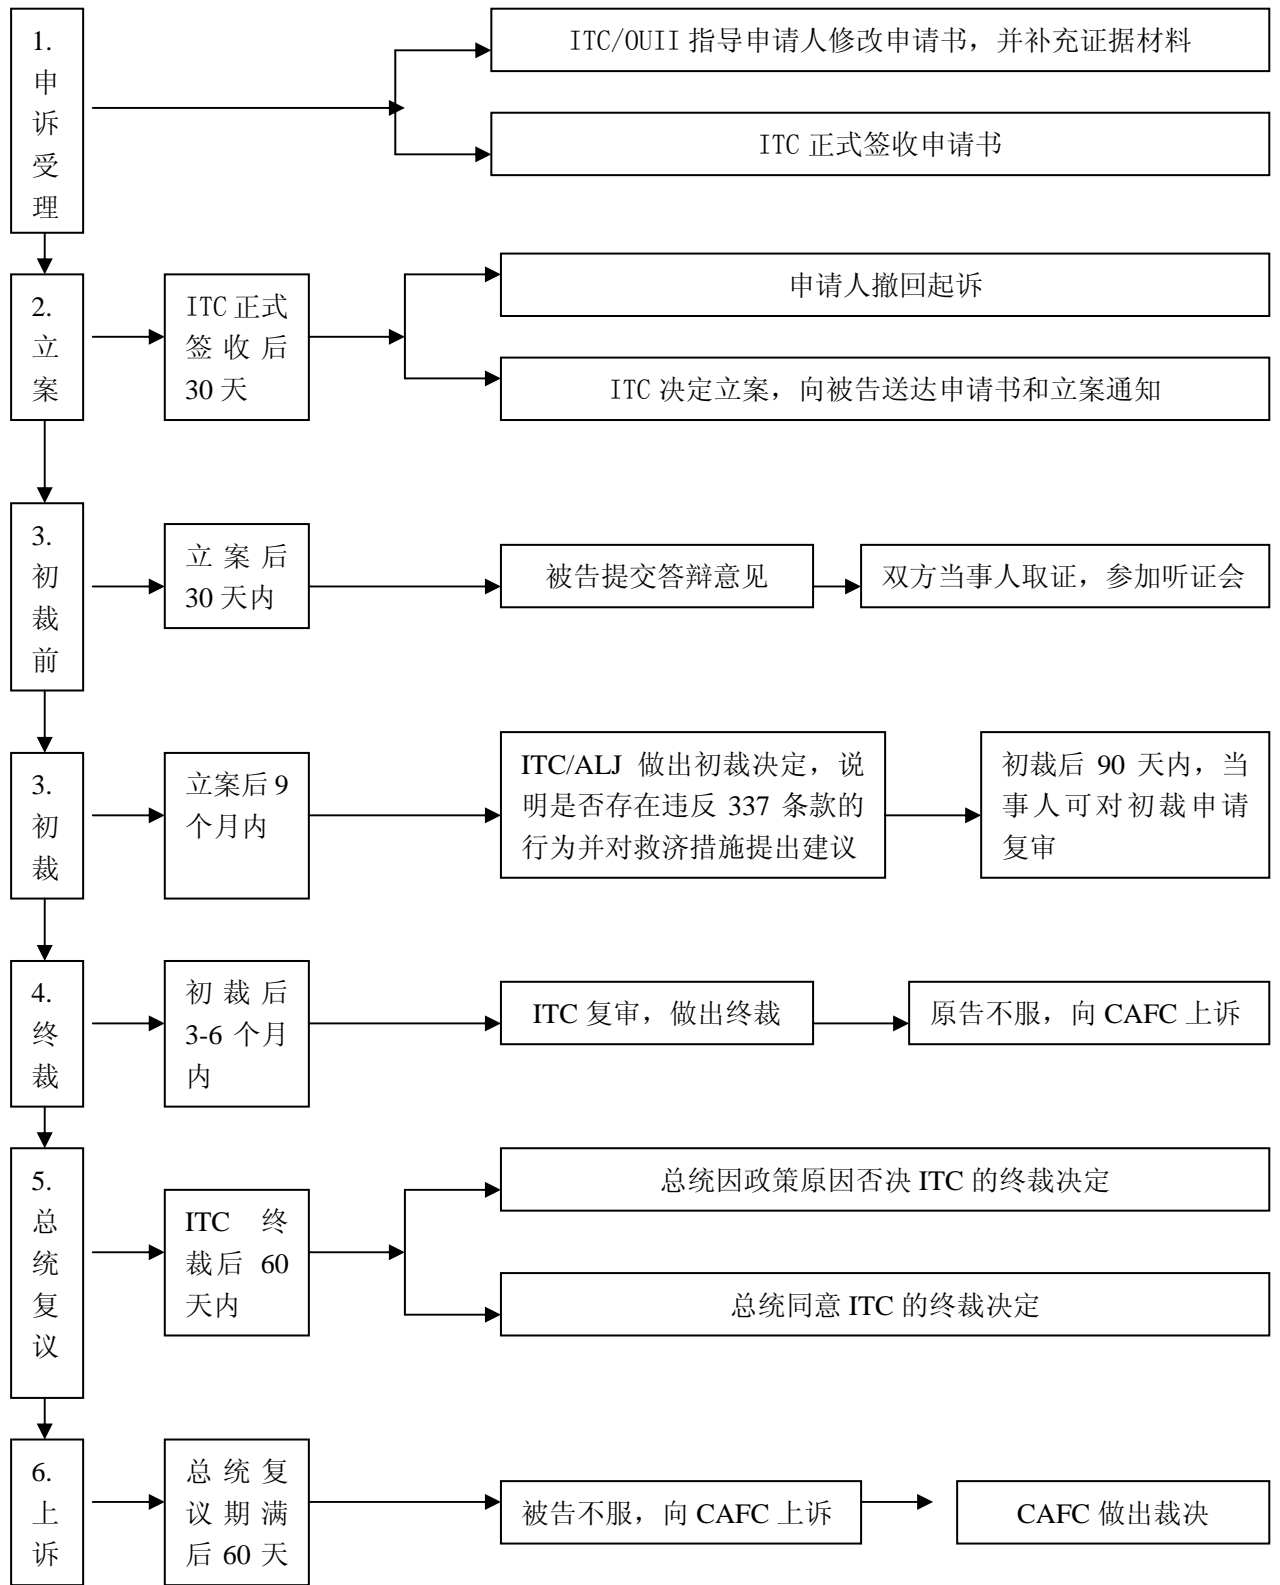 1.
申
诉
受
理
ITC/OUII 指导申请人修改申请书，并补充证据材料
ITC 正式签收申请书
2.
立
案
ITC 正式
签收后
30 天
申请人撤回起诉
ITC 决定立案，向被告送达申请书和立案通知
3.
初
裁
前
立案后
30 天内
被告提交答辩意见
双方当事人取证，参加听证会
3.
初
裁
立案后 9
个月内
ITC/ALJ 做出初裁决定，说
明是否存在违反 337 条款的
行为并对救济措施提出建议
初裁后 90 天内，当
事人可对初裁申请
复审
4.
终
裁
初裁后
3-6 个月
内
ITC 复审，做出终裁
原告不服，向 CAFC 上诉
5.
总
统
复
议
ITC 终
裁后 60
天内
总统因政策原因否决 ITC 的终裁决定
总统同意 ITC 的终裁决定
6.
上
诉
总统复
议期满
后 60 天
被告不服，向 CAFC 上诉
CAFC 做出裁决